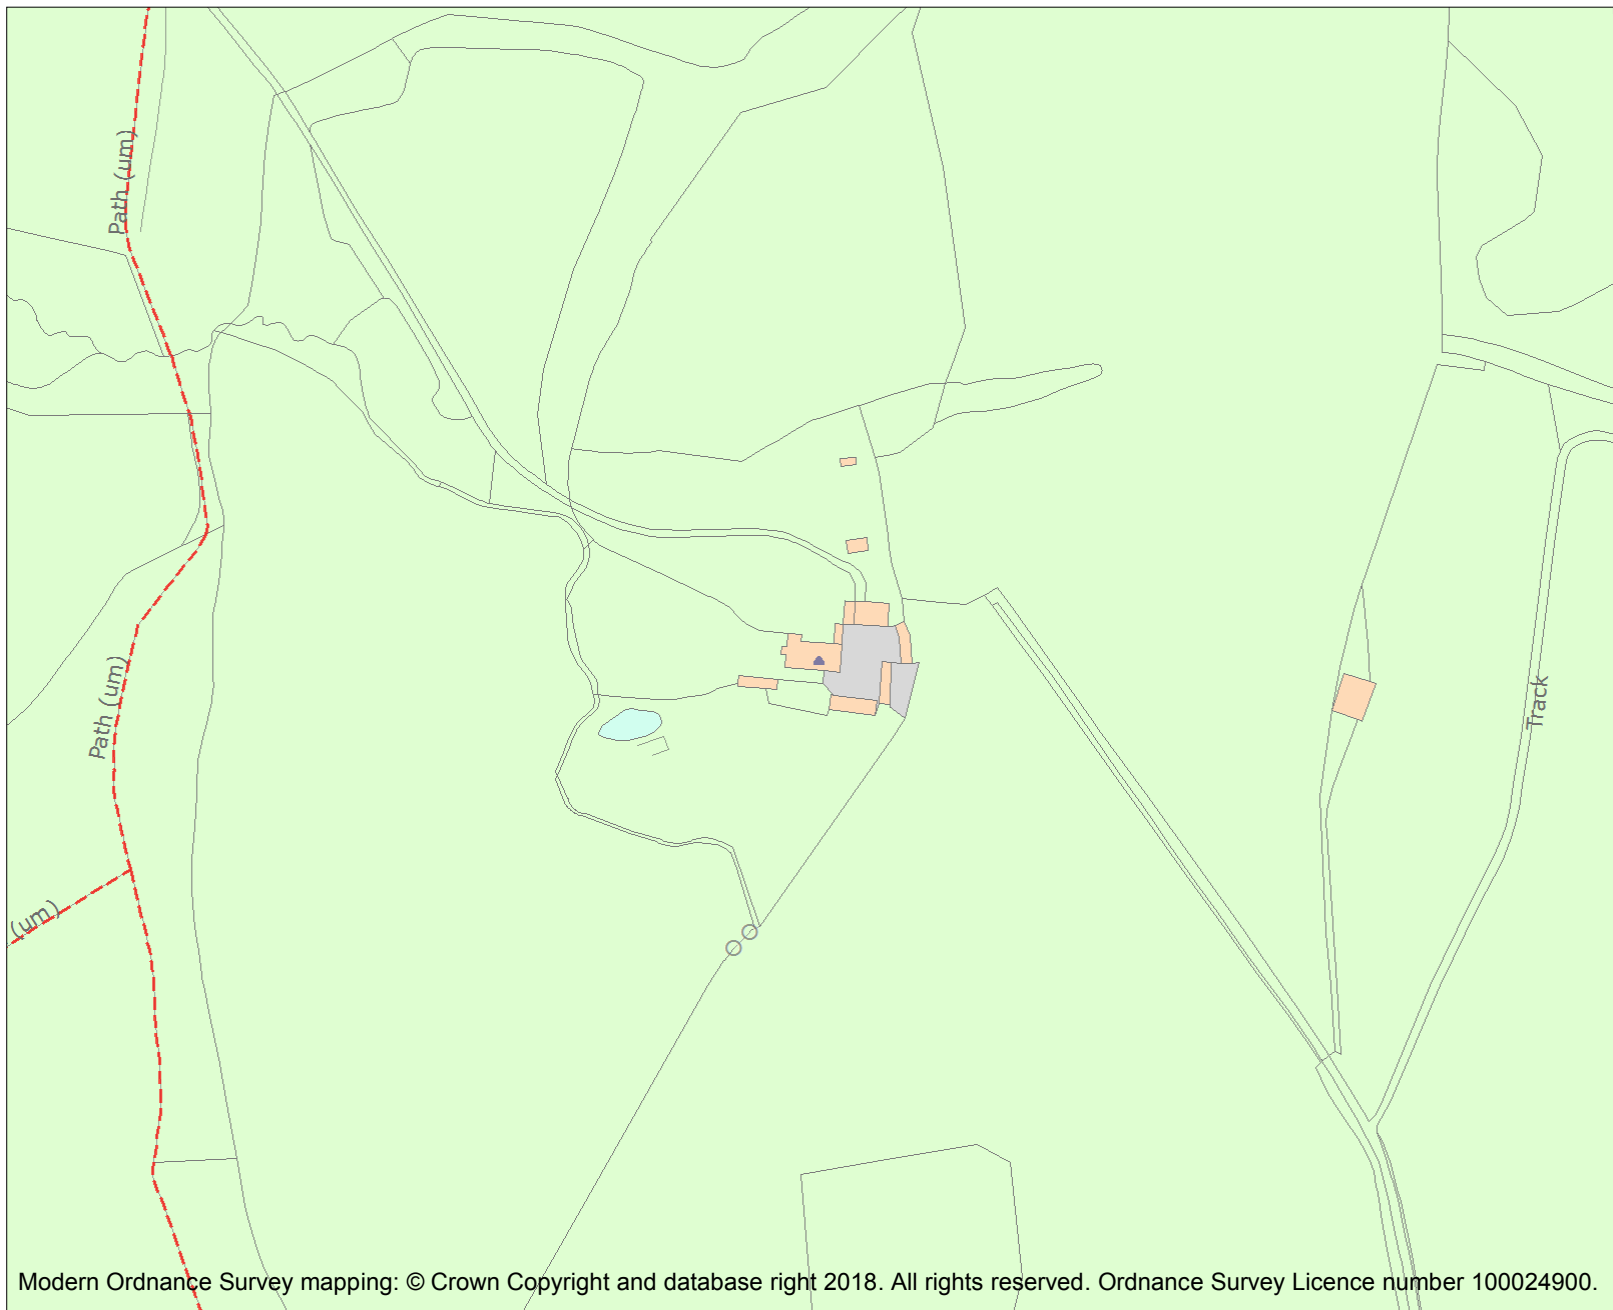 Path (um)
Path (um)
Track
(um)
Modern Ordnance Survey mapping: © Crown Copyright and database right 2018. All rights reserved. Ordnance Survey Licence number 100024900.